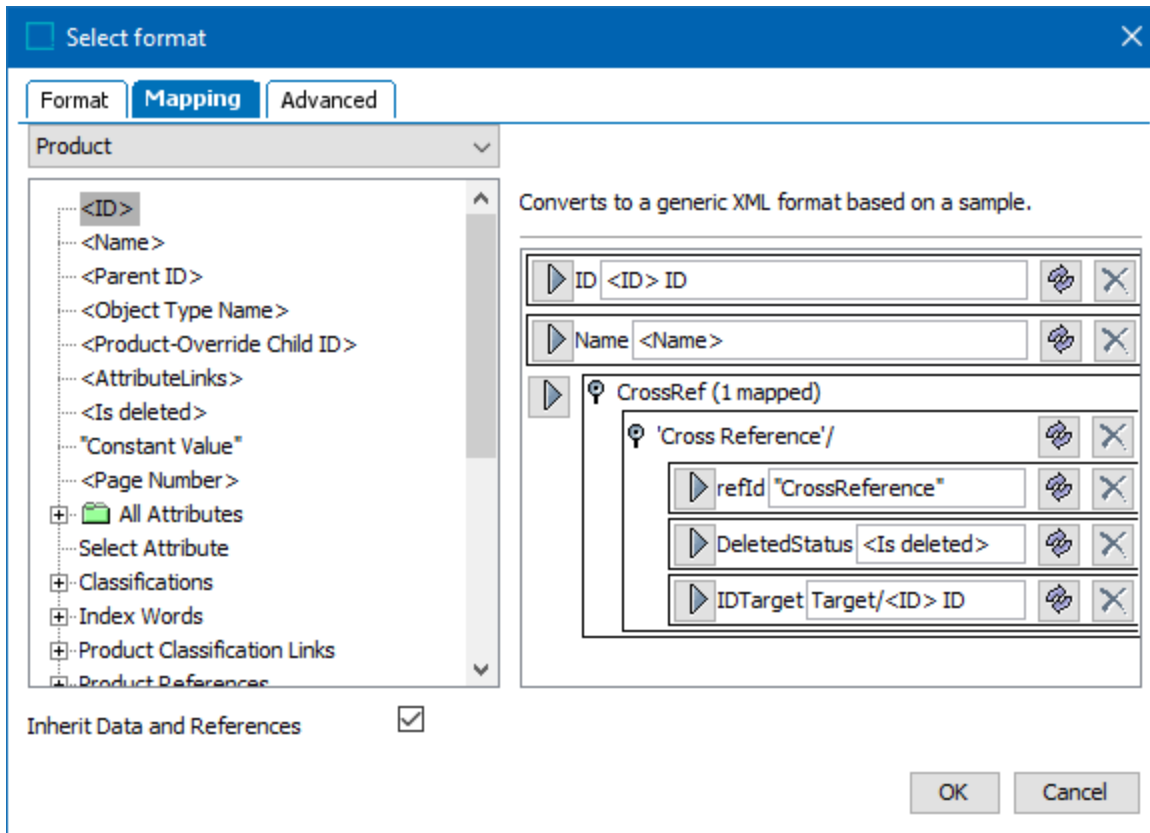 Select format
Format Mapping Advanced
Product
<ID>
<Name>
<Parent ID>
<Object Type Name>
<Product-Override Child ID>
<AttributeLinks>
<Is deleted>
"Constant Value"
<Page Number>
All Attributes
Select Attribute
Classifications
Index Words
Product Classification Links
Product References
Converts to a generic XML format based on a sample.
ID <ID> ID
Name <Name>
CrossRef (1 mapped)
'Cross Reference'/
refId "CrossReference"
DeletedStatus <Is deleted>
IDTarget Target/<ID> ID
Inherit Data and References
OK Cancel